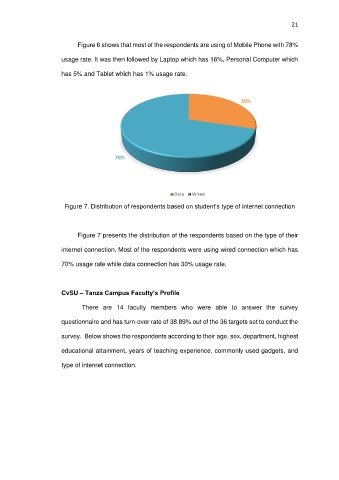 21
Figure 6 shows that most of the respondents are using of Mobile Phone with 78%
usage rate. It was then followed by Laptop which has 16%, Personal Computer which
has 5% and Tablet which has 1% usage rate.
30%
70%
Data Wired
Figure 7. Distribution of respondents based on student's type of internet connection
Figure 7 presents the distribution of the respondents based on the type of their
internet connection. Most of the respondents were using wired connection which has
70% usage rate while data connection has 30% usage rate.
CvSU – Tanza Campus Faculty's Profile
There are 14 faculty members who were able to answer the survey
questionnaire and has turn-over rate of 38.89% out of the 36 targets set to conduct the
survey. Below shows the respondents according to their age, sex, department, highest
educational attainment, years of teaching experience, commonly used gadgets, and
type of internet connection.